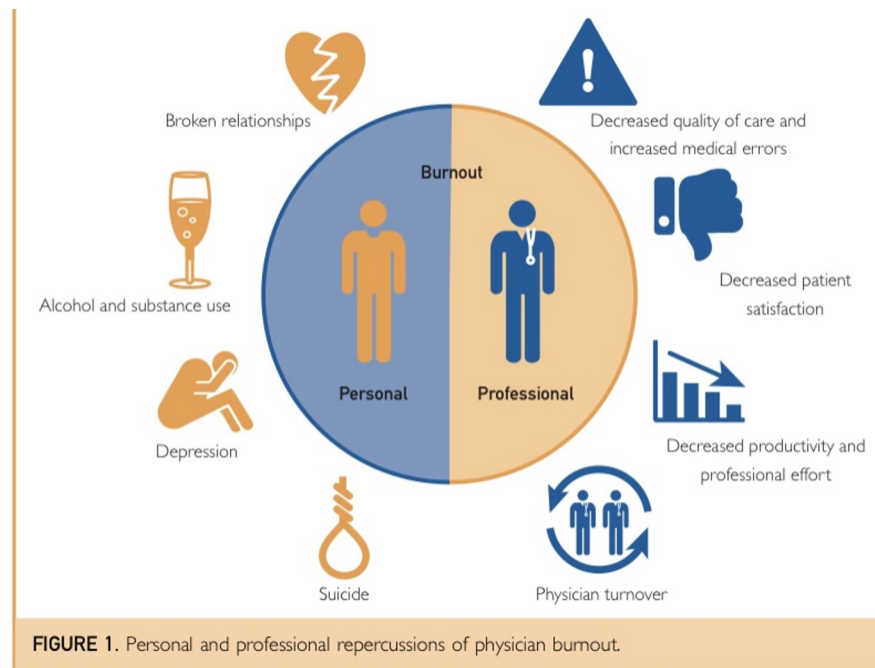 Burnout
Personal
Broken relationships
Alcohol and substance use
Depression
Suicide
Professional
Decreased quality of care and
increased medical errors
Decreased patient
satisfaction
Decreased productivity and
professional effort
Physician turnover
FIGURE 1. Personal and professional repercussions of physician burnout.